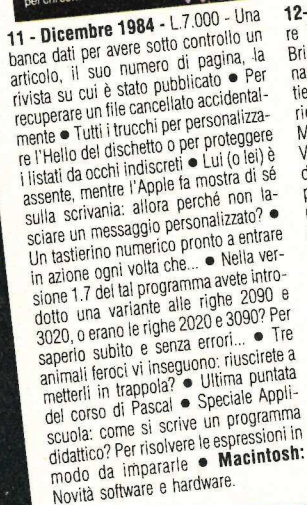 11 - Dicembre 1984 - L.7.000 - Una
banca dati per avere sotto controllo un
articolo, il suo numero di pagina, la
rivista su cui è stato pubblicato ● Per
recuperare un file cancellato accidental-
mente ● Tutti i trucchi per personalizza-
re l'Hello del dischetto o per proteggere
i listati da occhi indiscreti ● Lui (o lei) è
assente, mentre l'Apple fa mostra di sé
sulla scrivania: allora perché non la-
sciare un messaggio personalizzato? ●
Un tastierino numerico pronto a entrare
in azione ogni volta che... ● Nella ver-
sione 1.7 del tal programma avete intro-
dotto una variante alle righe 2090 e
3020, o erano le righe 2020 e 3090? Per
saperlo subito e senza errori... ● Tre
animali feroci vi inseguono: riuscirete a
metterli in trappola? ● Ultima puntata
del corso di Pascal ● Speciale Appli-
scuola: come si scrive un programma
didattico? Per risolvere le espressioni in
modo da impararle ● Macintosh:
Novità software e hardware.
12-
re
Bri
na
tie
ric
M
V